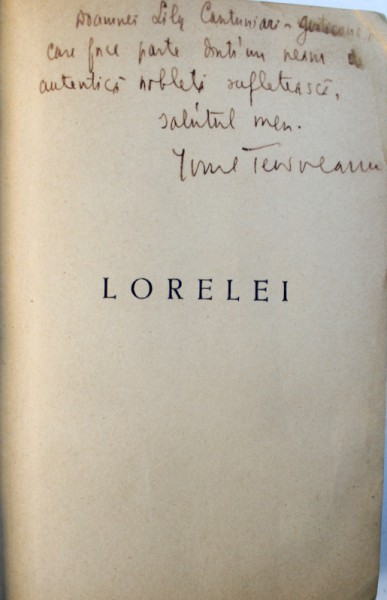 Doamnei Lily Cantuniari -
care face parte dintr'un neam de
autentică nobleţă sufletească,
salutul meu.
Ionel Teodoreanu
LORELEI